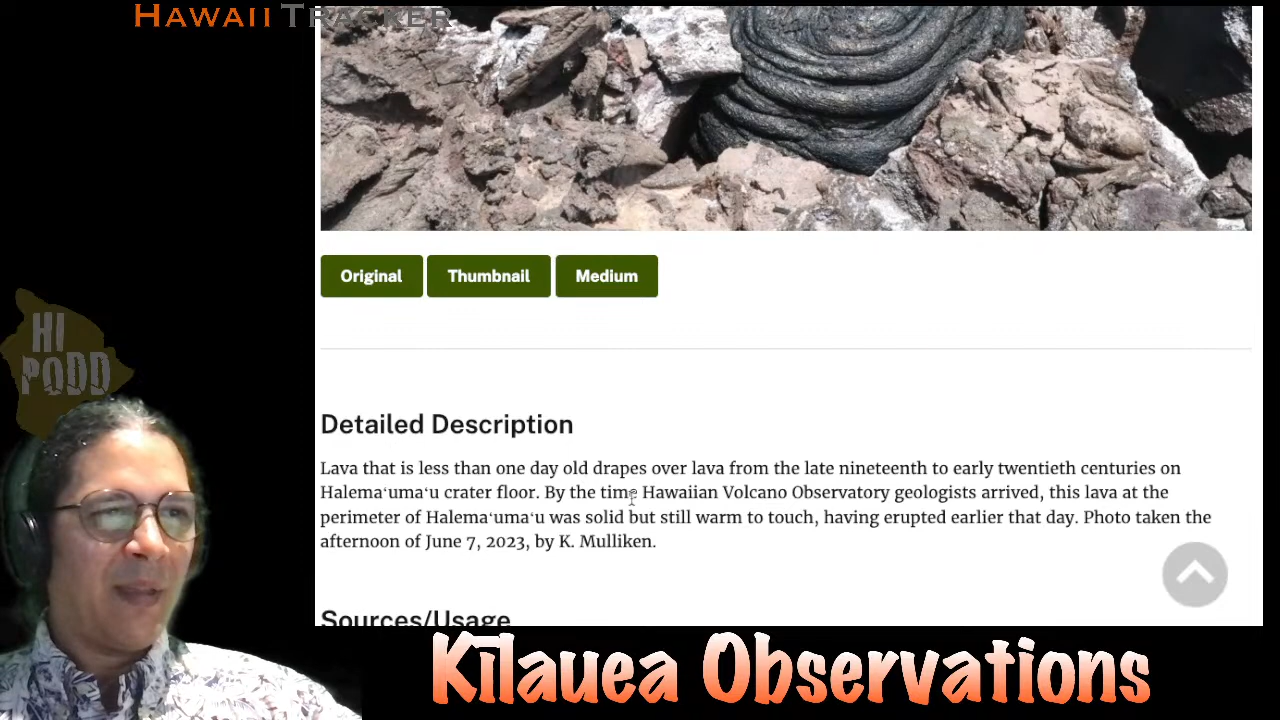 HAWAII TRACKER
Original Thumbnail Medium
HI
PODD
Detailed Description
Lava that is less than one day old drapes over lava from the late nineteenth to early twentieth centuries on
Halemaʻumaʻu crater floor. By the time Hawaiian Volcano Observatory geologists arrived, this lava at the
perimeter of Halemaʻumaʻu was solid but still warm to touch, having erupted earlier that day. Photo taken the
afternoon of June 7, 2023, by K. Mulliken.
Sources/Usage
Kīlauea Observations